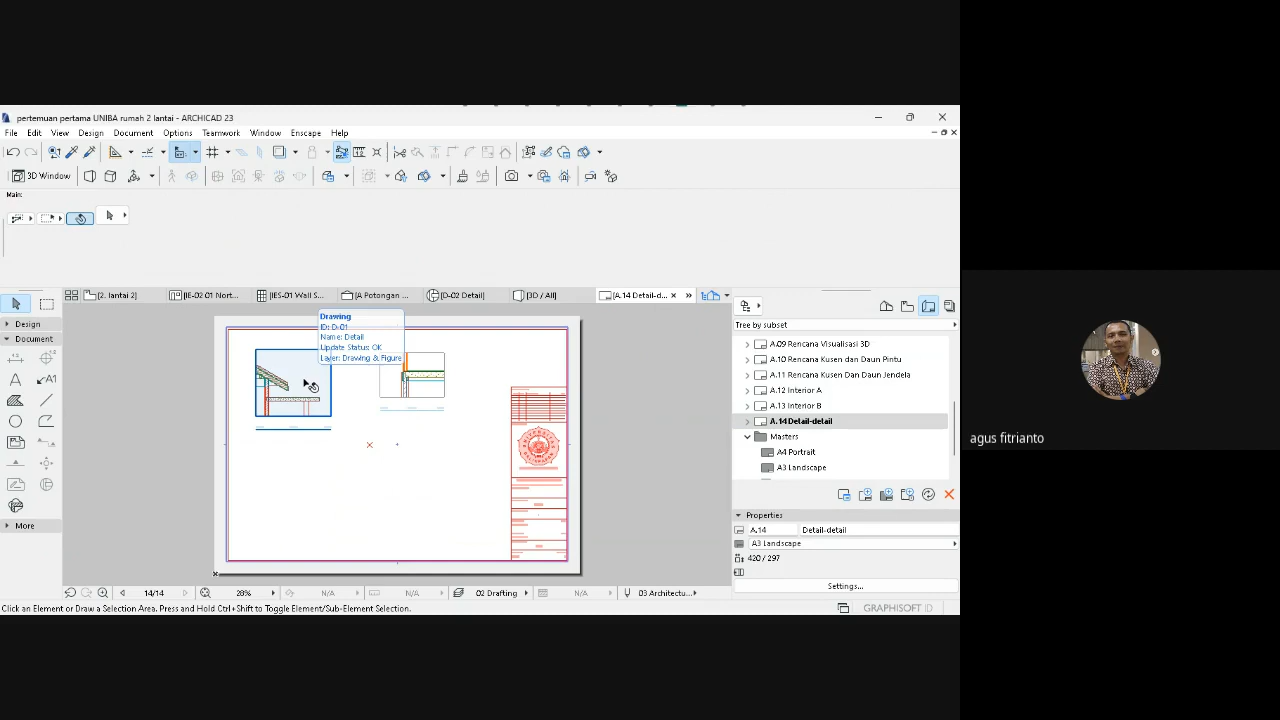 pertemuan pertama UNIBA rumah 2 lantai - ARCHICAD 23
File Edit View Design Document Options Teamwork Window Enscape Help
3D Window
Main:
[2. lantai 2]
[IE-02 01 Nort...
[IES-01 Wall S...
[A Potongan ...
[D-02 Detail]
[3D / All]
[A.14 Detail-d...
Design
Document
More
Drawing
ID: D-01
Name: Detail
Update Status: OK
Layer: Drawing & Figure
Tree by subset
A.09 Rencana Visualisasi 3D
A.10 Rencana Kusen dan Daun Pintu
A.11 Rencana Kusen dan Daun Jendela
A.12 Interior A
A.13 Interior B
A.14 Detail-detail
Masters
A4 Portrait
A3 Landscape
Properties
A.14 Detail-detail
A3 Landscape
420 / 297
Settings...
14/14 28% N/A N/A 02 Drafting N/A 03 Architectu...
Click an Element or Draw a Selection Area. Press and Hold Ctrl+Shift to Toggle Element/Sub-Element Selection.
GRAPHISOFT ID
agus fitrianto